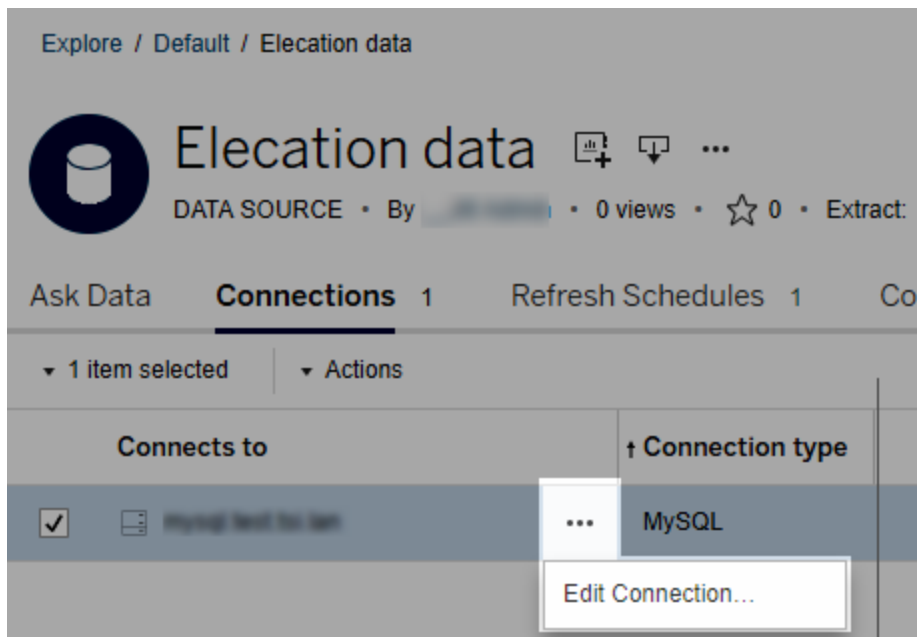 Explore / Default / Elecation data
Elecation data
DATA SOURCE • By • 0 views • 0 • Extract:
Ask Data Connections 1 Refresh Schedules 1 Co
1 item selected Actions
Connects to ↑ Connection type
... MySQL
Edit Connection...